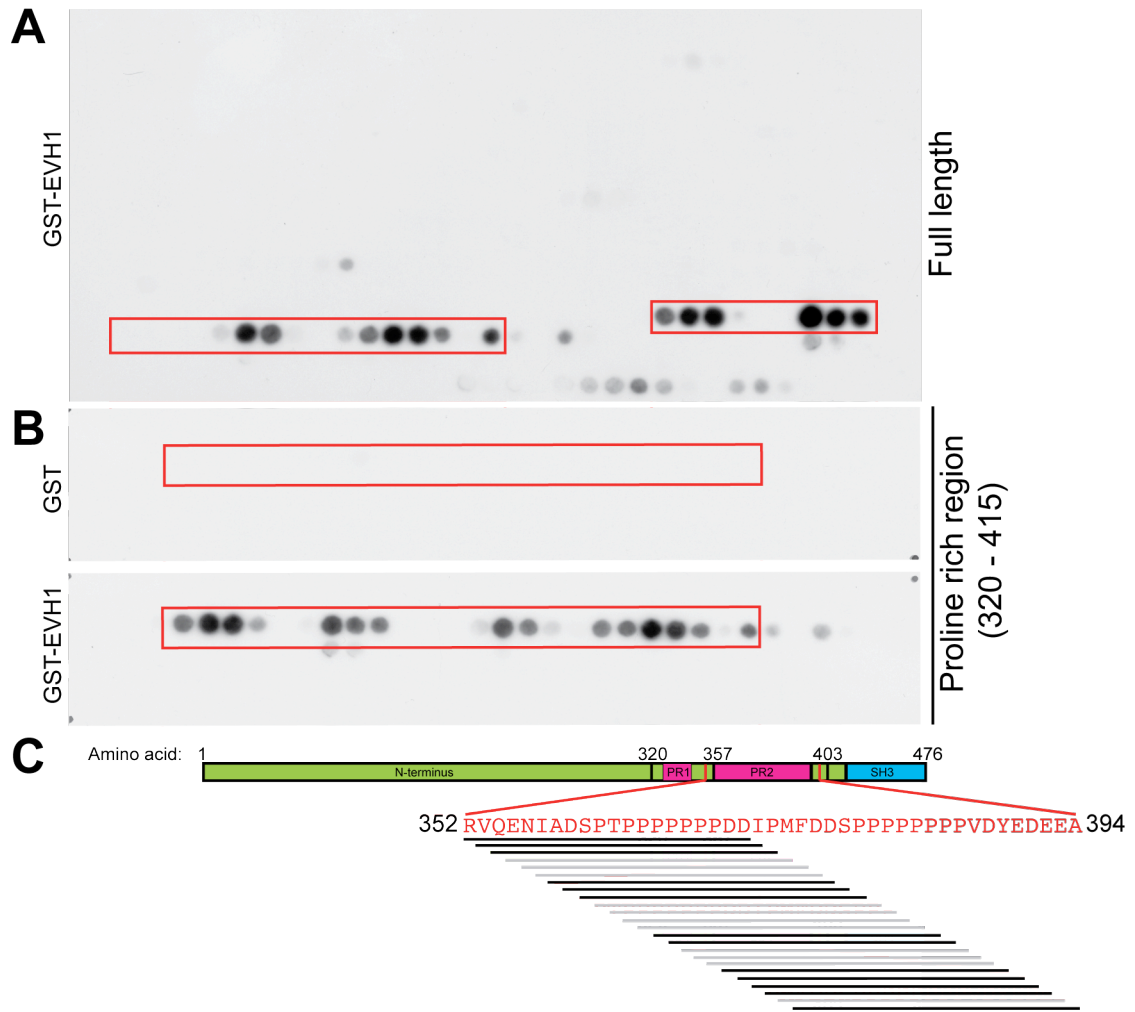 A
GST-EVH1
Full length
B
GST
GST-EVH1
Proline rich region
(320 - 415)
C
Amino acid: 1 320 357 403 476
N-terminus PR1 PR2 SH3
352 RVQENIADSPTPPPPPPPDDIPMFDDSPPPPPPPPVDYEDEEA 394